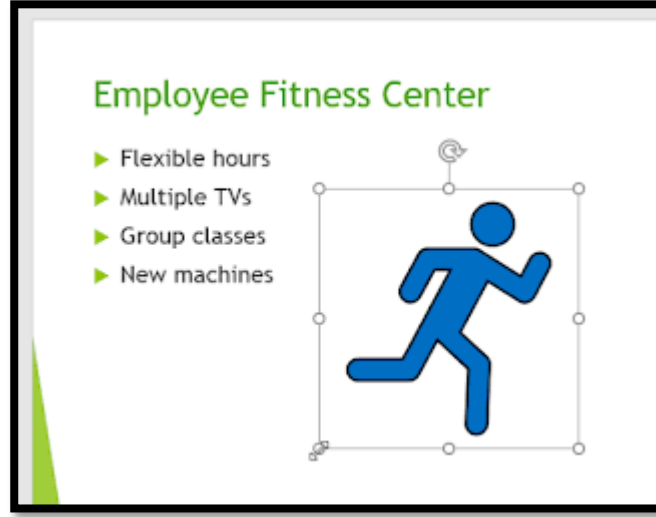 Employee Fitness Center
Flexible hours
Multiple TVs
Group classes
New machines